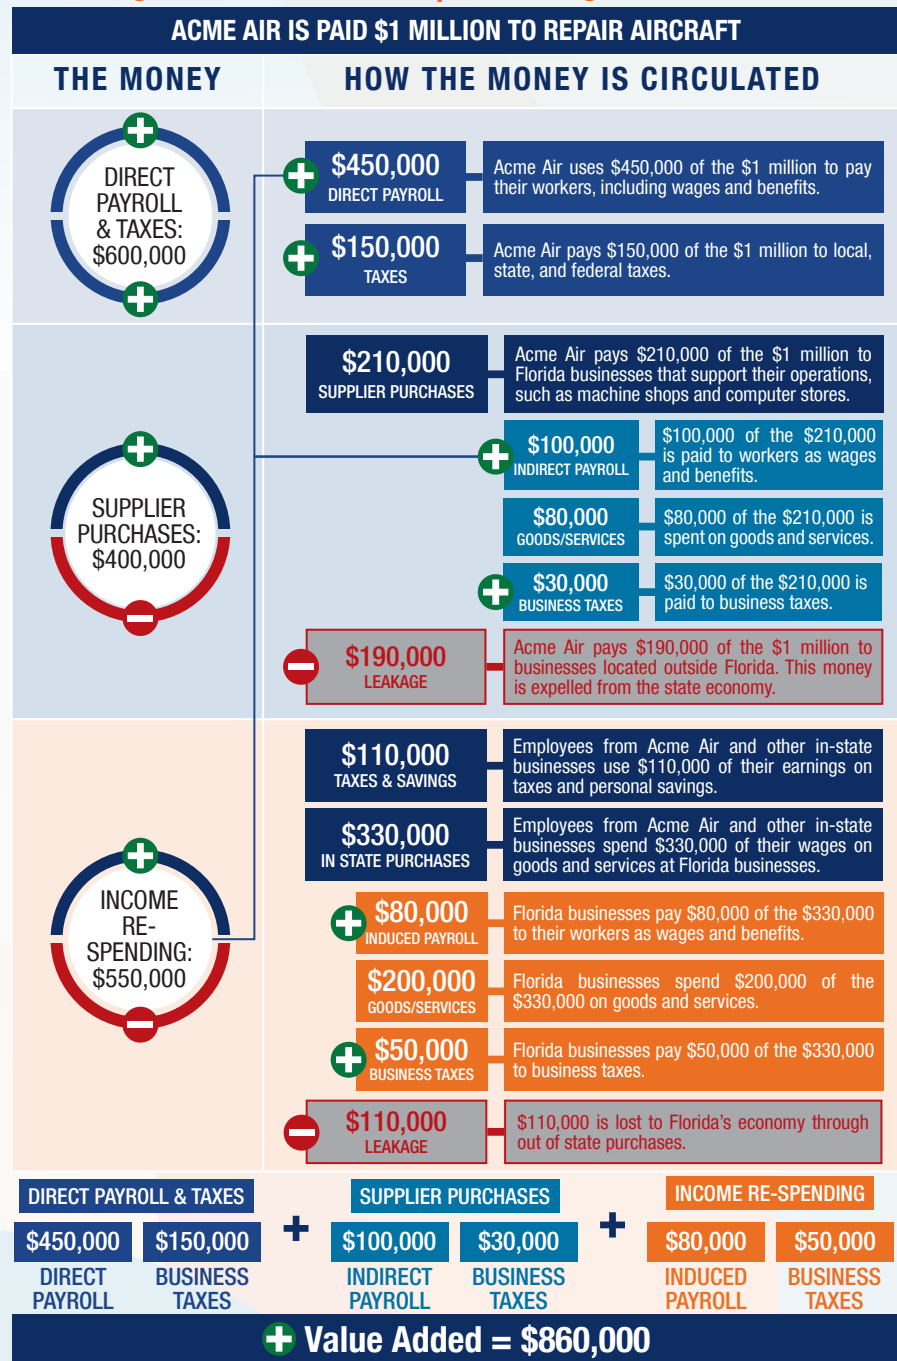 ACME AIR IS PAID $1 MILLION TO REPAIR AIRCRAFT
THE MONEY
HOW THE MONEY IS CIRCULATED
DIRECT
PAYROLL
& TAXES:
$600,000
$450,000
DIRECT PAYROLL
Acme Air uses $450,000 of the $1 million to pay
their workers, including wages and benefits.
$150,000
TAXES
Acme Air pays $150,000 of the $1 million to local,
state, and federal taxes.
SUPPLIER
PURCHASES:
$400,000
$210,000
SUPPLIER PURCHASES
Acme Air pays $210,000 of the $1 million to
Florida businesses that support their operations,
such as machine shops and computer stores.
$100,000
INDIRECT PAYROLL
$100,000 of the $210,000
is paid to workers as wages
and benefits.
$80,000
GOODS/SERVICES
$80,000 of the $210,000 is
spent on goods and services.
$30,000
BUSINESS TAXES
$30,000 of the $210,000 is
paid to business taxes.
$190,000
LEAKAGE
Acme Air pays $190,000 of the $1 million to
businesses located outside Florida. This money
is expelled from the state economy.
INCOME
RE-
SPENDING:
$550,000
$110,000
TAXES & SAVINGS
Employees from Acme Air and other in-state
businesses use $110,000 of their earnings on
taxes and personal savings.
$330,000
IN STATE PURCHASES
Employees from Acme Air and other in-state
businesses spend $330,000 of their wages on
goods and services at Florida businesses.
$80,000
INDUCED PAYROLL
Florida businesses pay $80,000 of the $330,000
to their workers as wages and benefits.
$200,000
GOODS/SERVICES
Florida businesses spend $200,000 of the
$330,000 on goods and services.
$50,000
BUSINESS TAXES
Florida businesses pay $50,000 of the $330,000
to business taxes.
$110,000
LEAKAGE
$110,000 is lost to Florida's economy through
out of state purchases.
DIRECT PAYROLL & TAXES
$450,000
DIRECT
PAYROLL
$150,000
BUSINESS
TAXES
+
SUPPLIER PURCHASES
$100,000
INDIRECT
PAYROLL
$30,000
BUSINESS
TAXES
+
INCOME RE-SPENDING
$80,000
INDUCED
PAYROLL
$50,000
BUSINESS
TAXES
+ Value Added = $860,000